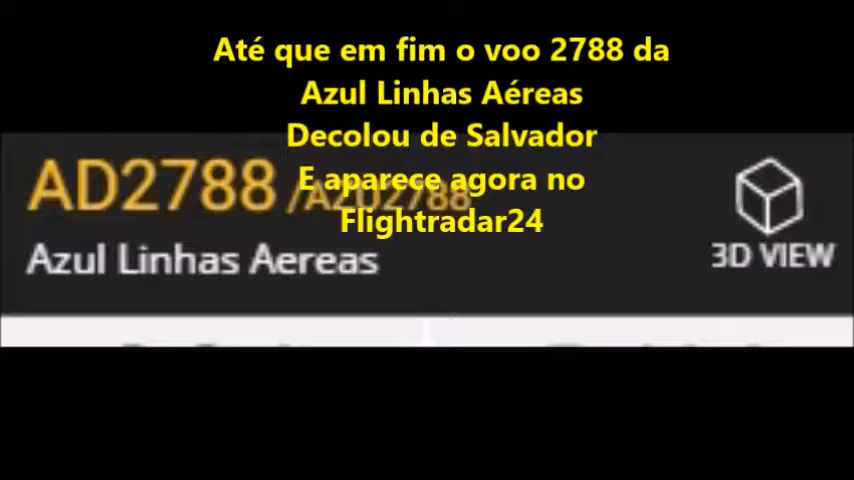 Até que em fim o voo 2788 da
Azul Linhas Aéreas
Decolou de Salvador
E aparece agora no
Flightradar24
AD2788 /AZU2788
Azul Linhas Aereas
3D VIEW